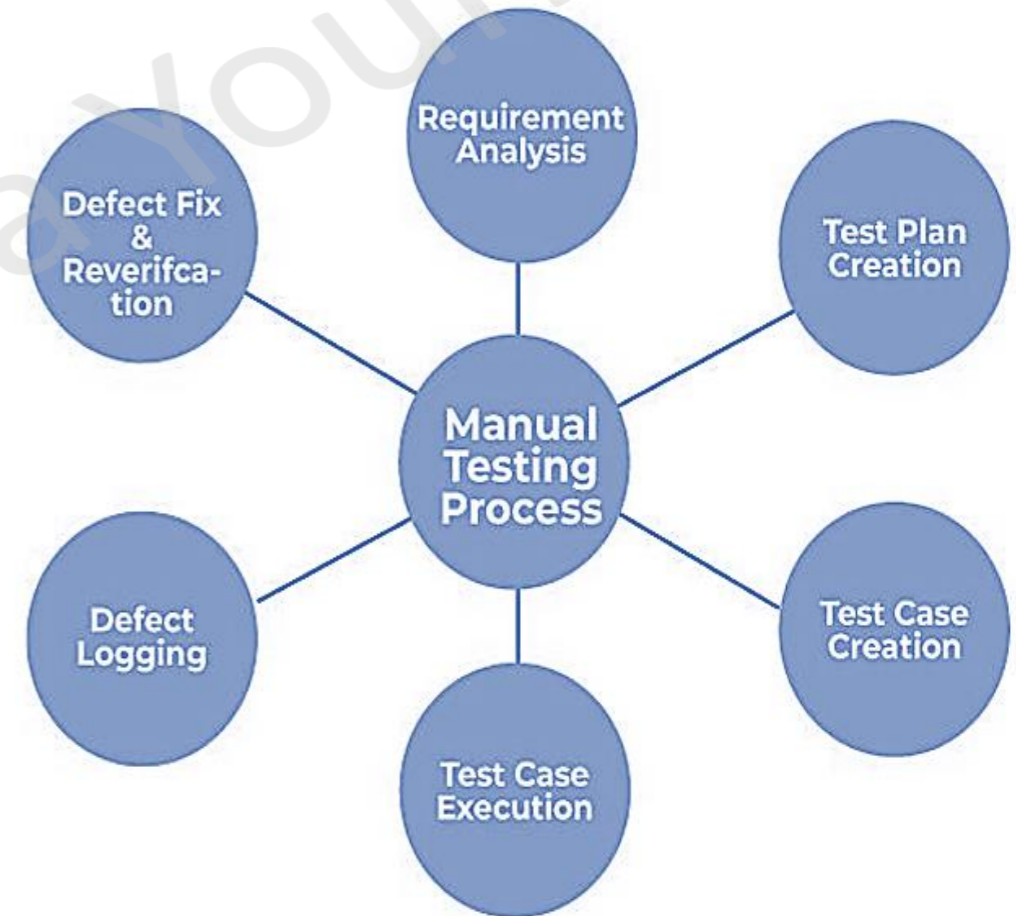 Requirement
Analysis
Test Plan
Creation
Test Case
Creation
Test Case
Execution
Defect
Logging
Defect Fix
&
Reverifca-
tion
Manual
Testing
Process